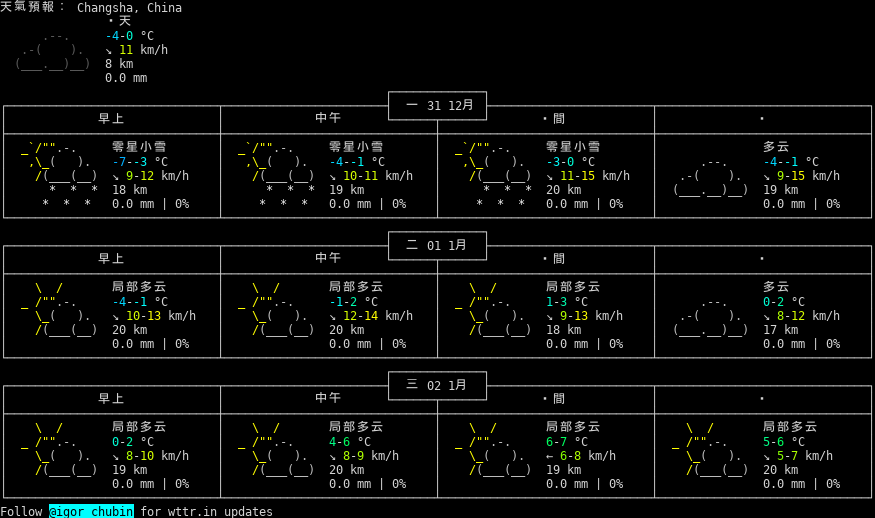 天氣預報： Changsha, China
・天
-4-0 °C
↘ 11 km/h
8 km
0.0 mm
一 31 12月
早上 中午 ・間 ・
零星小雪 零星小雪 零星小雪 多云
-7--3 °C -4--1 °C -3-0 °C -4--1 °C
↘ 9-12 km/h ↘ 10-11 km/h ↘ 11-15 km/h ↘ 9-15 km/h
18 km 19 km 20 km 19 km
0.0 mm | 0% 0.0 mm | 0% 0.0 mm | 0% 0.0 mm | 0%
二 01 1月
早上 中午 ・間 ・
局部多云 局部多云 局部多云 多云
-4--1 °C -1-2 °C 1-3 °C 0-2 °C
↘ 10-13 km/h ↘ 12-14 km/h ↘ 9-13 km/h ↘ 8-12 km/h
20 km 20 km 18 km 17 km
0.0 mm | 0% 0.0 mm | 0% 0.0 mm | 0% 0.0 mm | 0%
三 02 1月
早上 中午 ・間 ・
局部多云 局部多云 局部多云 局部多云
0-2 °C 4-6 °C 6-7 °C 5-6 °C
↘ 8-10 km/h ↘ 8-9 km/h ← 6-8 km/h ↘ 5-7 km/h
19 km 20 km 19 km 20 km
0.0 mm | 0% 0.0 mm | 0% 0.0 mm | 0% 0.0 mm | 0%
Follow @igor_chubin for wttr.in updates